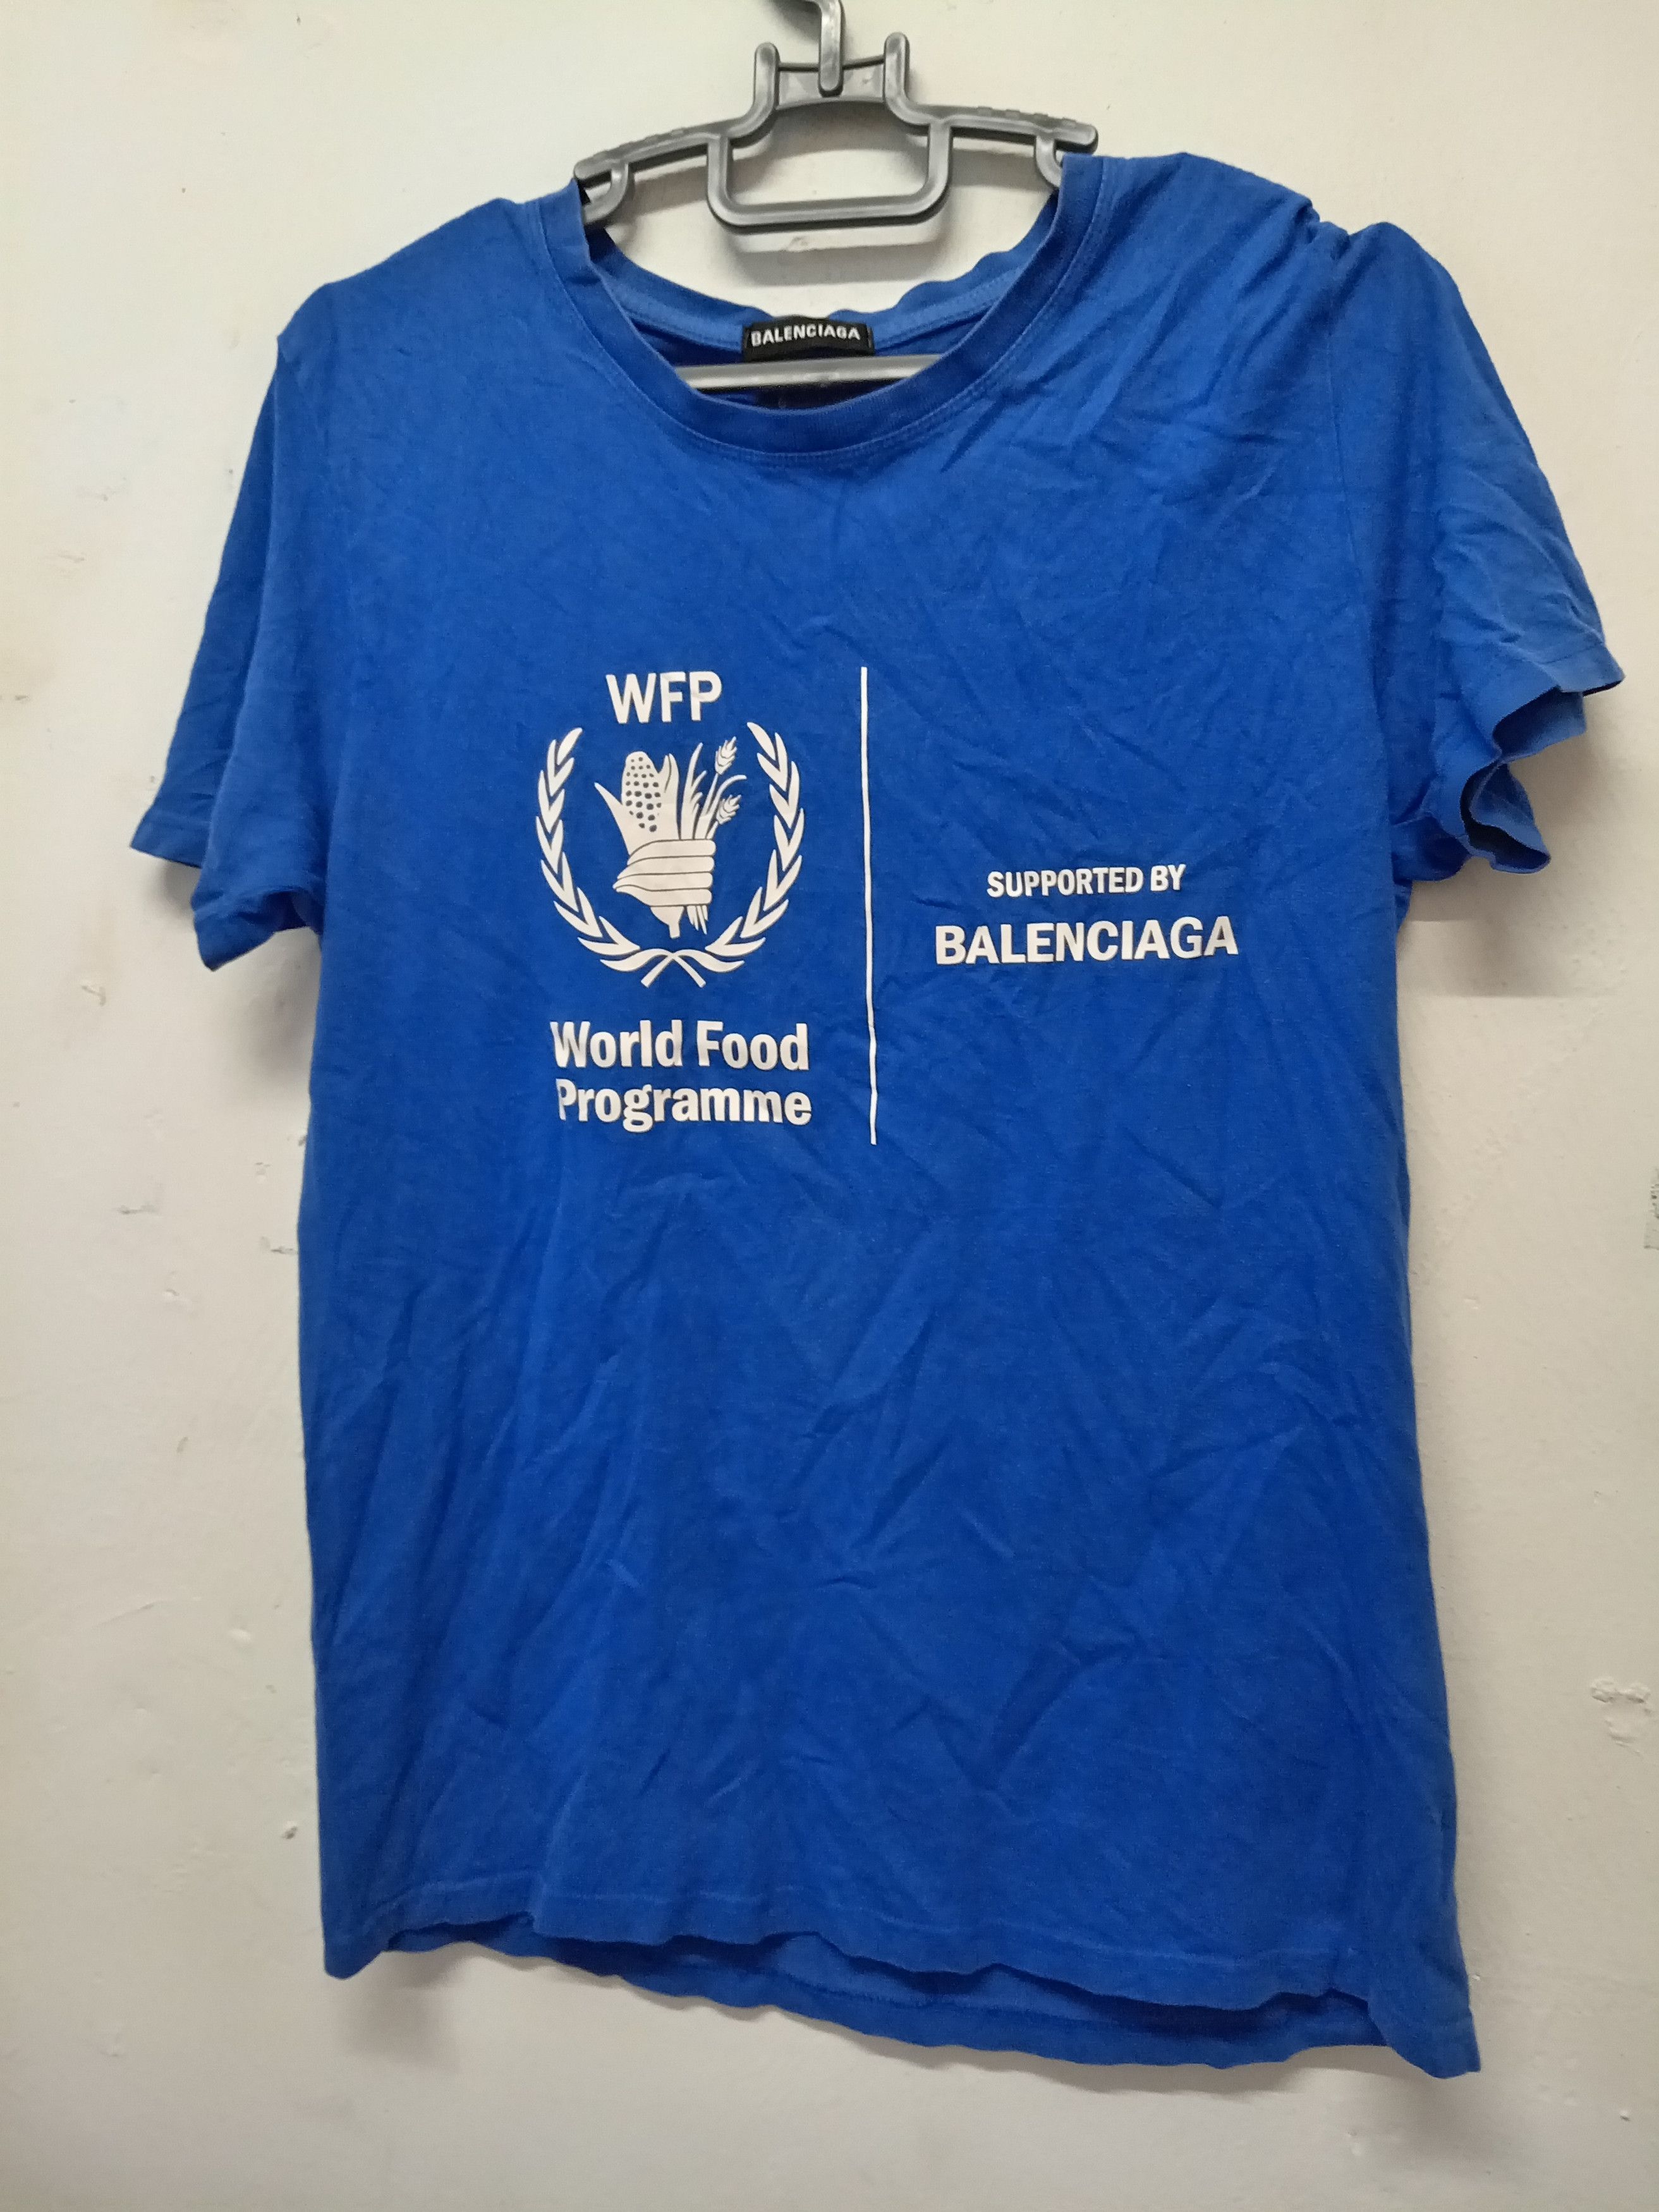 BALENCIAGA
WFP
World Food
Programme
SUPPORTED BY
BALENCIAGA